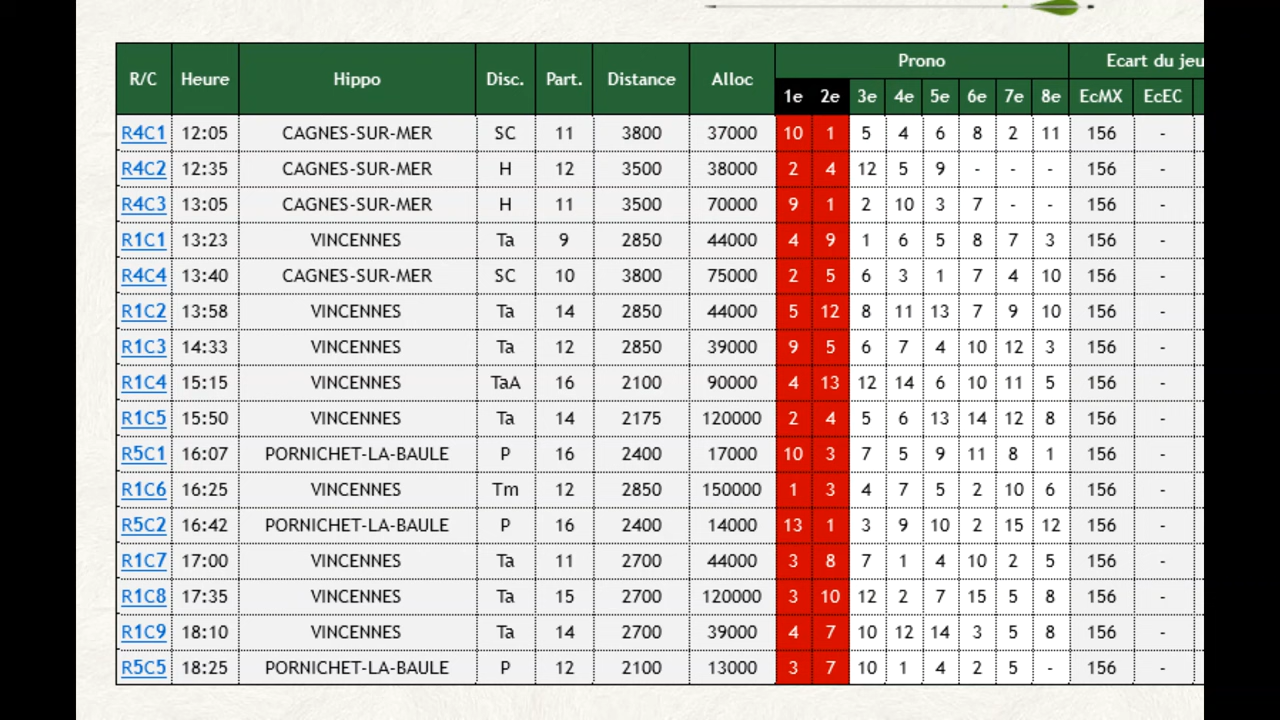 R/C Heure Hippo Disc. Part. Distance Alloc Prono Ecart du jeu
1e 2e 3e 4e 5e 6e 7e 8e EcMX EcEC
R4C1 12:05 CAGNES-SUR-MER SC 11 3800 37000 10 1 5 4 6 8 2 11 156 -
R4C2 12:35 CAGNES-SUR-MER H 12 3500 38000 2 4 12 5 9 - - - 156 -
R4C3 13:05 CAGNES-SUR-MER H 11 3500 70000 9 1 2 10 3 7 - - 156 -
R1C1 13:23 VINCENNES Ta 9 2850 44000 4 9 1 6 5 8 7 3 156 -
R4C4 13:40 CAGNES-SUR-MER SC 10 3800 75000 2 5 6 3 1 7 4 10 156 -
R1C2 13:58 VINCENNES Ta 14 2850 44000 5 12 8 11 13 7 9 10 156 -
R1C3 14:33 VINCENNES Ta 12 2850 39000 9 5 6 7 4 10 12 3 156 -
R1C4 15:15 VINCENNES TaA 16 2100 90000 4 13 12 14 6 10 11 5 156 -
R1C5 15:50 VINCENNES Ta 14 2175 120000 2 4 5 6 13 14 12 8 156 -
R5C1 16:07 PORNICHET-LA-BAULE P 16 2400 17000 10 3 7 5 9 11 8 1 156 -
R1C6 16:25 VINCENNES Tm 12 2850 150000 1 3 4 7 5 2 10 6 156 -
R5C2 16:42 PORNICHET-LA-BAULE P 16 2400 14000 13 1 3 9 10 2 15 12 156 -
R1C7 17:00 VINCENNES Ta 11 2700 44000 3 8 7 1 4 10 2 5 156 -
R1C8 17:35 VINCENNES Ta 15 2700 120000 3 10 12 2 7 15 5 8 156 -
R1C9 18:10 VINCENNES Ta 14 2700 39000 4 7 10 12 14 3 5 8 156 -
R5C5 18:25 PORNICHET-LA-BAULE P 12 2100 13000 3 7 10 1 4 2 5 - 156 -